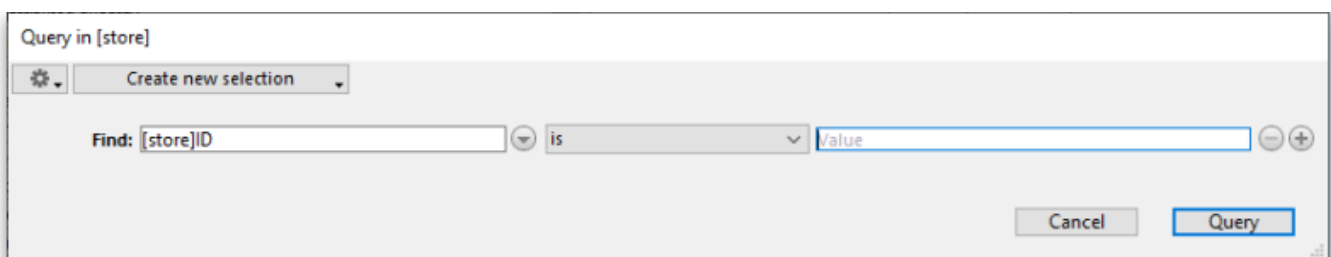 Query in [store]
Create new selection
Find: [store]ID is Value
Cancel Query